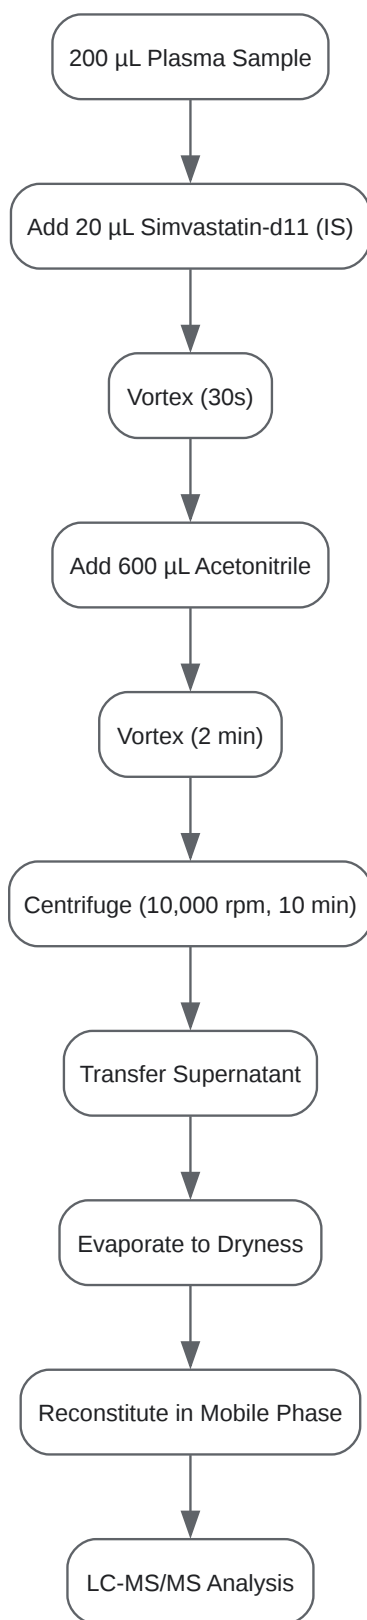 200 µL Plasma Sample
Add 20 µL Simvastatin-d11 (IS)
Vortex (30s)
Add 600 µL Acetonitrile
Vortex (2 min)
Centrifuge (10,000 rpm, 10 min)
Transfer Supernatant
Evaporate to Dryness
Reconstitute in Mobile Phase
LC-MS/MS Analysis